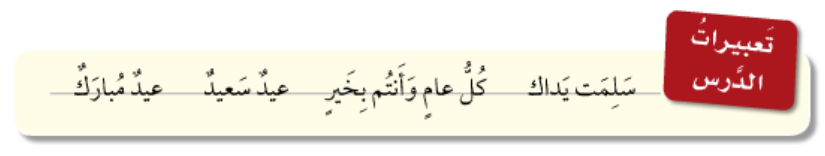 تَعبيراتُ
الدَّرس
سَلِمَت يَداك كُلُّ عامٍ وَأَنتُم بِخَيرٍ عيدٌ سَعيدٌ عيدٌ مُبارَكٌ